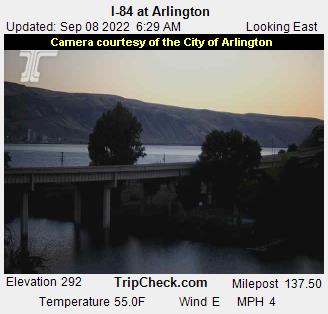 I-84 at Arlington
Updated: Sep 08 2022 6:29 AM Looking East
Camera courtesy of the City of Arlington
Elevation 292 TripCheck.com Milepost 137.50
Temperature 55.0F Wind E MPH 4